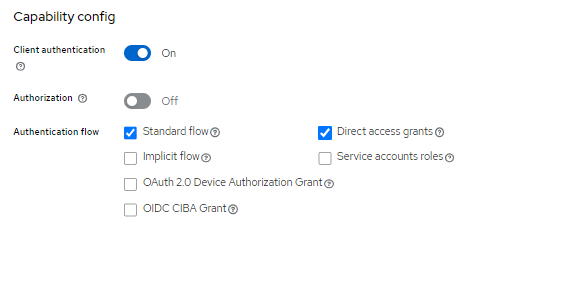 Capability config
Client authentication
On
Authorization
Off
Authentication flow
Standard flow
Direct access grants
Implicit flow
Service accounts roles
OAuth 2.0 Device Authorization Grant
OIDC CIBA Grant